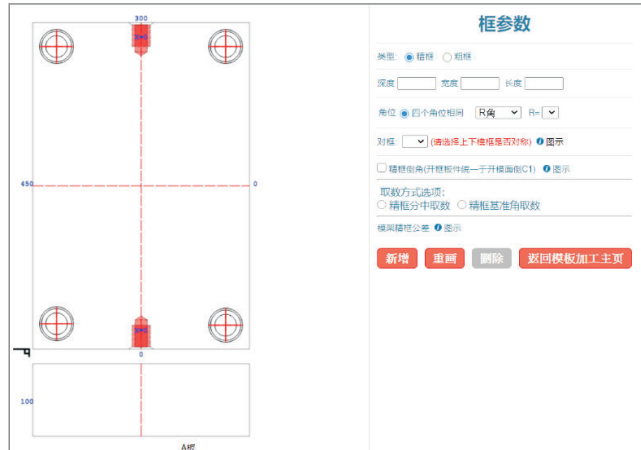 300
450
0
0
100
A板
框参数
类型: 精框 粗框
深度 宽度 长度
角位 四个角位相同 R角 R=
对框: (请选择上下模框是否对称) 图示
精框倒角(开框板件统一于开模面倒C1) 图示
取数方式选项:
精框分中取数 精框基准角取数
模架精框公差 图示
新增 重画 删除 返回模板加工主页